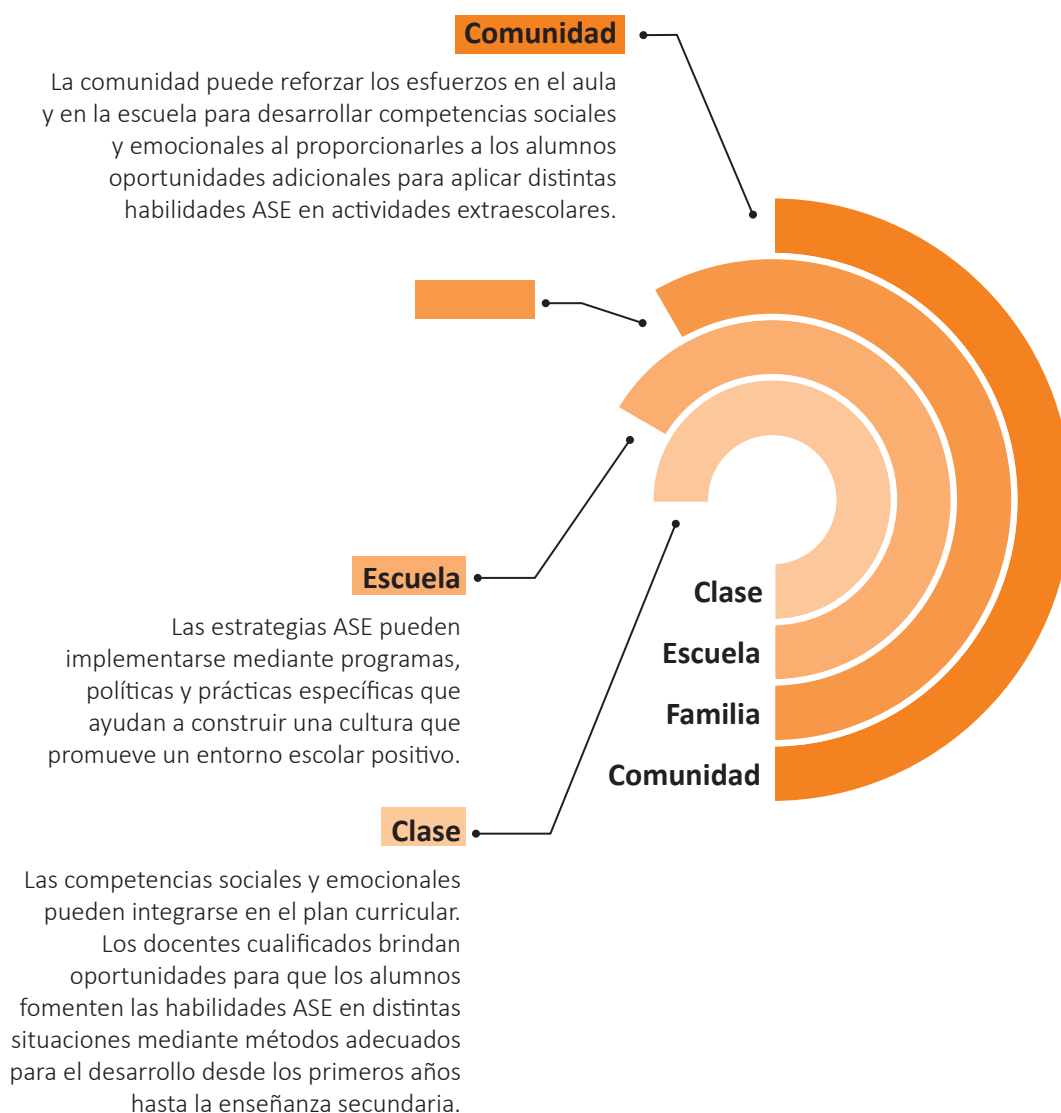 Comunidad
La comunidad puede reforzar los esfuerzos en el aula
y en la escuela para desarrollar competencias sociales
y emocionales al proporcionarles a los alumnos
oportunidades adicionales para aplicar distintas
habilidades ASE en actividades extraescolares.
Escuela
Las estrategias ASE pueden
implementarse mediante programas,
políticas y prácticas específicas que
ayudan a construir una cultura que
promueve un entorno escolar positivo.
Clase
Las competencias sociales y emocionales
pueden integrarse en el plan curricular.
Los docentes cualificados brindan
oportunidades para que los alumnos
fomenten las habilidades ASE en distintas
situaciones mediante métodos adecuados
para el desarrollo desde los primeros años
hasta la enseñanza secundaria.
Clase
Escuela
Familia
Comunidad